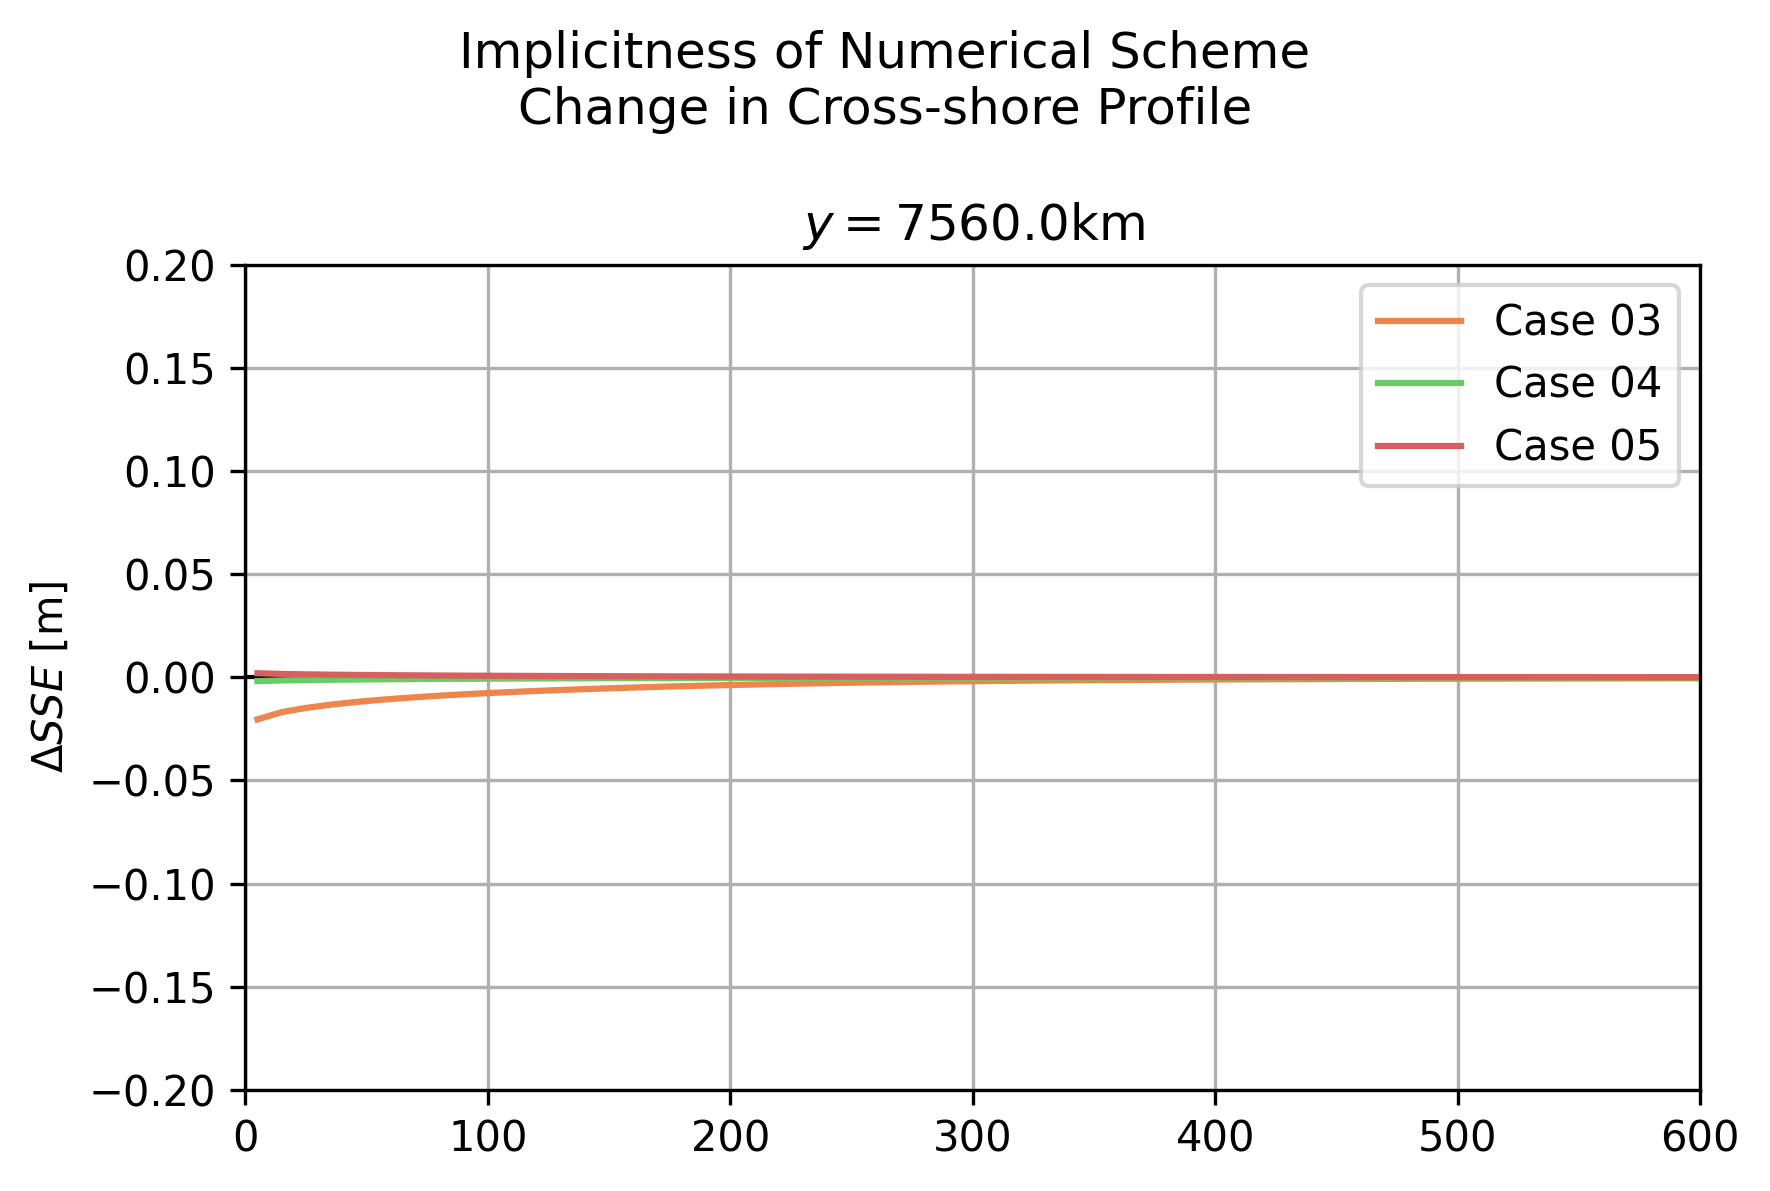 Implicitness of Numerical Scheme
Change in Cross-shore Profile
y = 7560.0km
0.20
0.15
0.10
0.05
0.00
−0.05
−0.10
−0.15
−0.20
ΔSSE [m]
Case 03
Case 04
Case 05
0 100 200 300 400 500 600